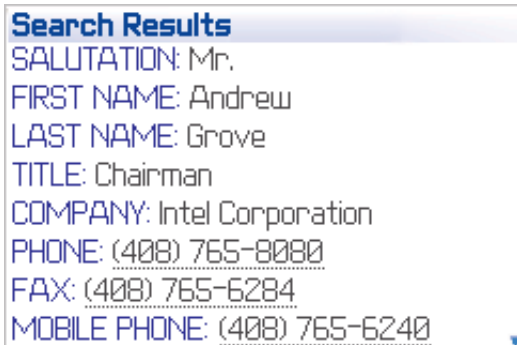 Search Results
SALUTATION: Mr.
FIRST NAME: Andrew
LAST NAME: Grove
TITLE: Chairman
COMPANY: Intel Corporation
PHONE: (408) 765-8080
FAX: (408) 765-6284
MOBILE PHONE: (408) 765-6240